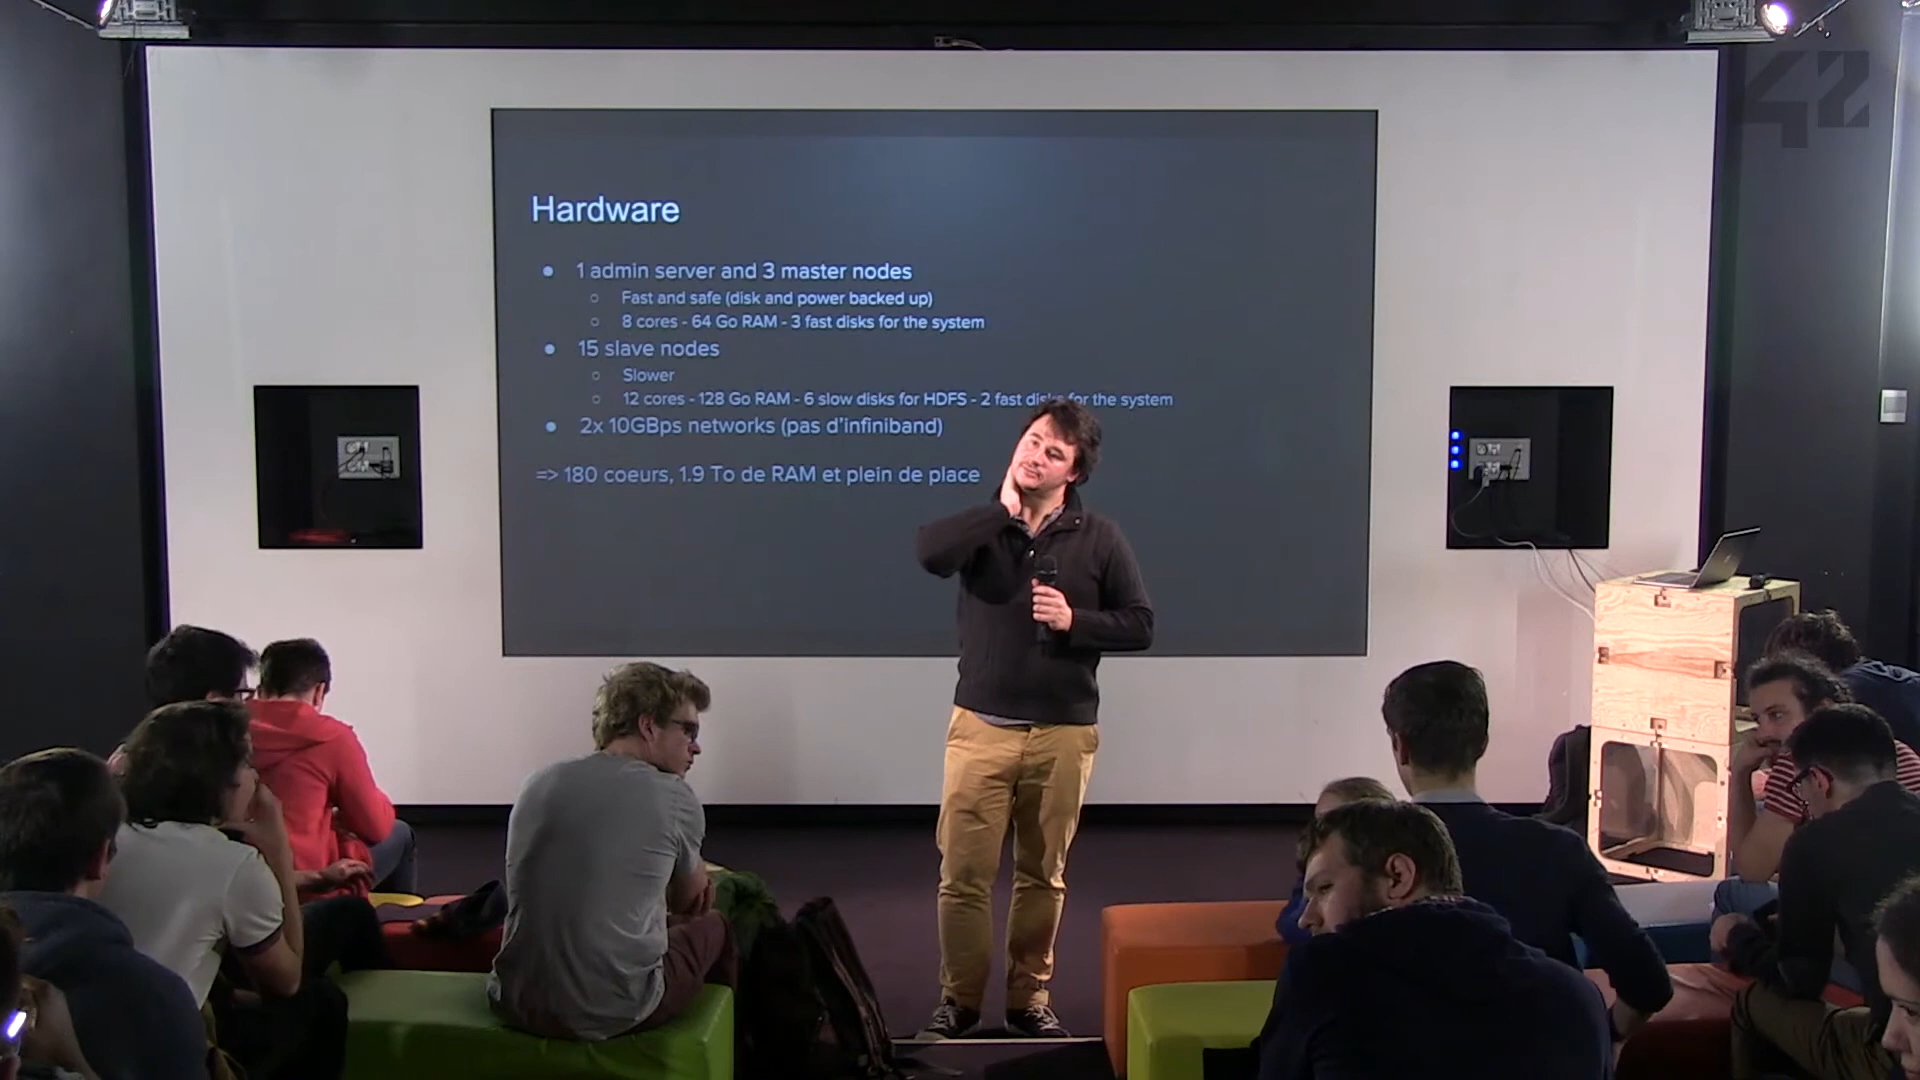 42
Hardware
● 1 admin server and 3 master nodes
○ Fast and safe (disk and power backed up)
○ 8 cores - 64 Go RAM - 3 fast disks for the system
● 15 slave nodes
○ Slower
○ 12 cores - 128 Go RAM - 6 slow disks for HDFS - 2 fast disks for the system
● 2x 10GBps networks (pas d'infiniband)
=> 180 coeurs, 1.9 To de RAM et plein de place